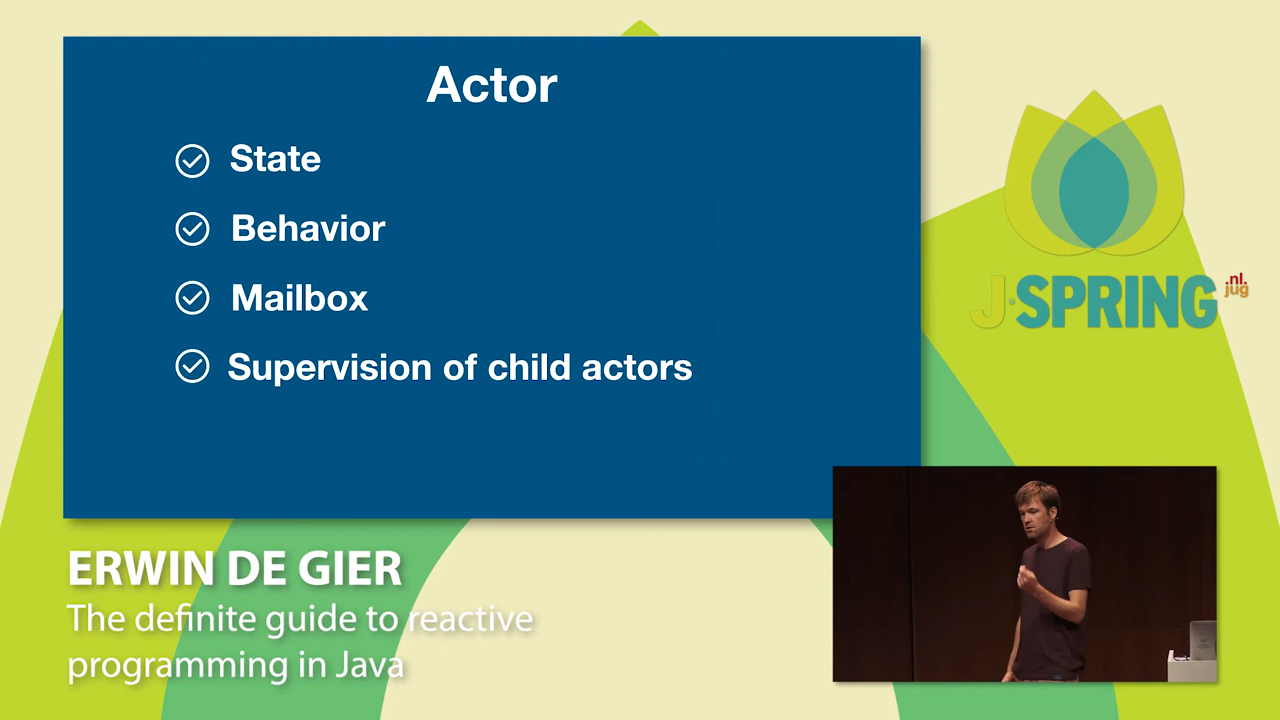 Actor
State
Behavior
Mailbox
Supervision of child actors
J·SPRING
.nl.
jug
ERWIN DE GIER
The definite guide to reactive
programming in Java